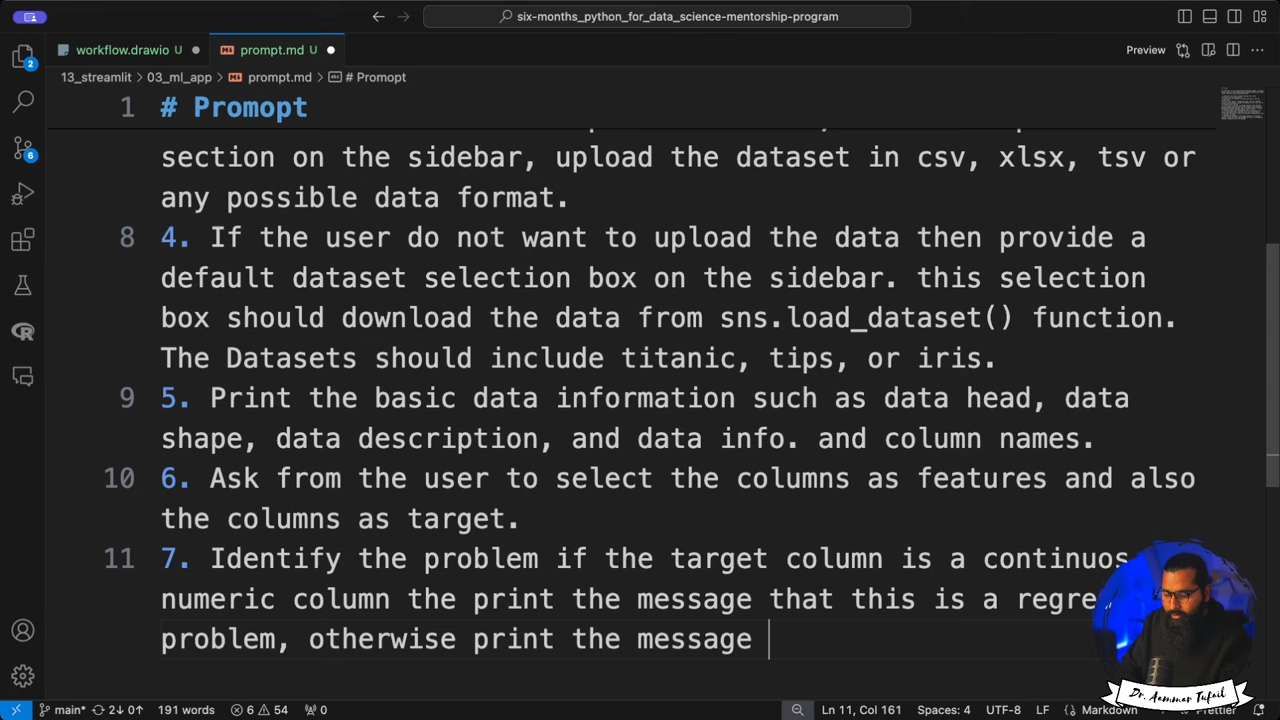 six-months_python_for_data_science-mentorship-program
workflow.drawio U
prompt.md U
Preview
13_streamlit > 03_ml_app > prompt.md > # Promopt
1 # Promopt
section on the sidebar, upload the dataset in csv, xlsx, tsv or
any possible data format.
8 4. If the user do not want to upload the data then provide a
default dataset selection box on the sidebar. this selection
box should download the data from sns.load_dataset() function.
The Datasets should include titanic, tips, or iris.
9 5. Print the basic data information such as data head, data
shape, data description, and data info. and column names.
10 6. Ask from the user to select the columns as features and also
the columns as target.
11 7. Identify the problem if the target column is a continuos
numeric column the print the message that this is a
problem, otherwise print the message
2
6
Dr. Aammar Tufail
main* 2↓ 0↑ 191 words 6 54 0 Ln 11, Col 161 Spaces: 4 UTF-8 LF Markdown Prettier